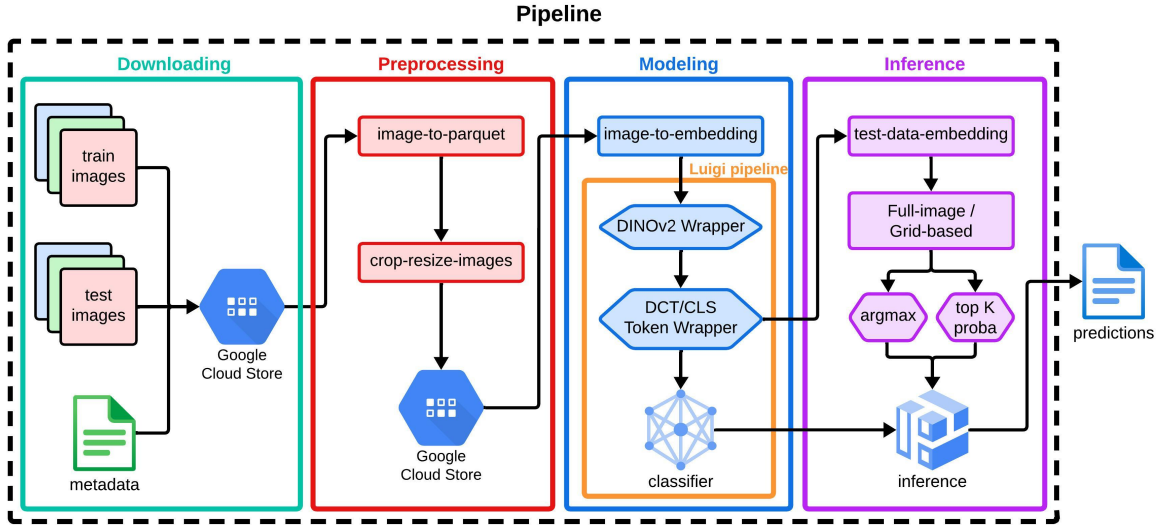 Pipeline
Downloading
train
images
test
images
metadata
Google
Cloud Store
Preprocessing
image-to-parquet
crop-resize-images
Google
Cloud Store
Modeling
image-to-embedding
Luigi pipeline
DINOv2 Wrapper
DCT/CLS
Token Wrapper
classifier
Inference
test-data-embedding
Full-image /
Grid-based
argmax
top K
proba
inference
predictions